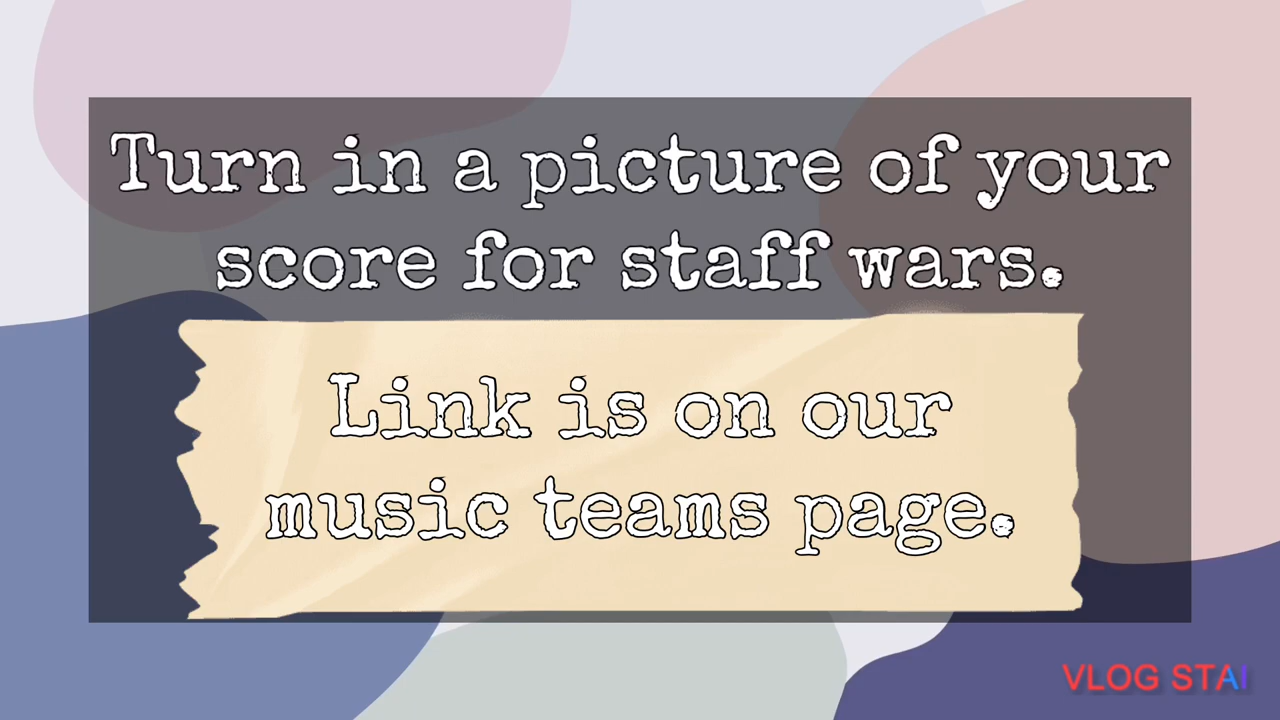 Turn in a picture of your
score for staff wars.
Link is on our
music teams page.
VLOG STAI